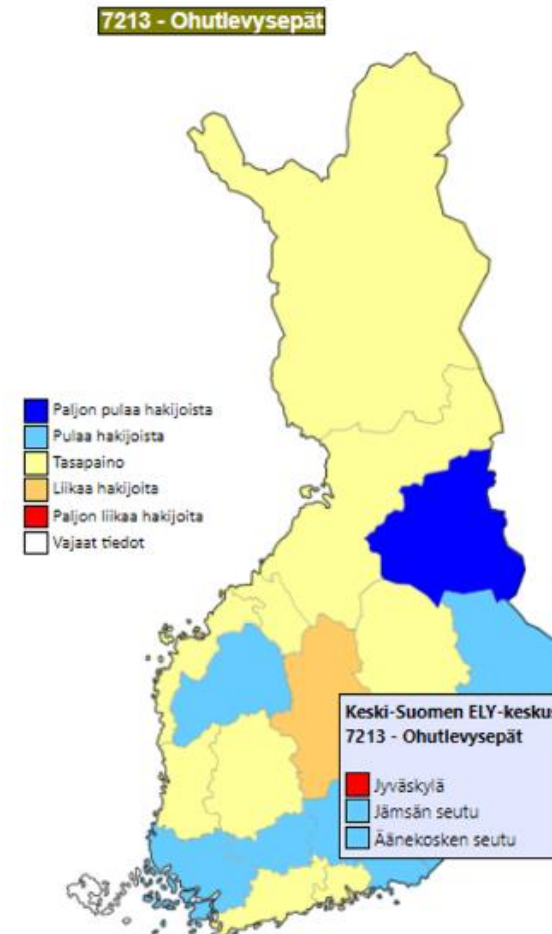 7213 - Ohutlevysepät
Paljon pulaa hakijoista
Pulaa hakijoista
Tasapaino
Liikaa hakijoita
Paljon liikaa hakijoita
Vajaat tiedot
Keski-Suomen ELY-keskus
7213 - Ohutlevysepät
Jyväskylä
Jämsän seutu
Äänekosken seutu